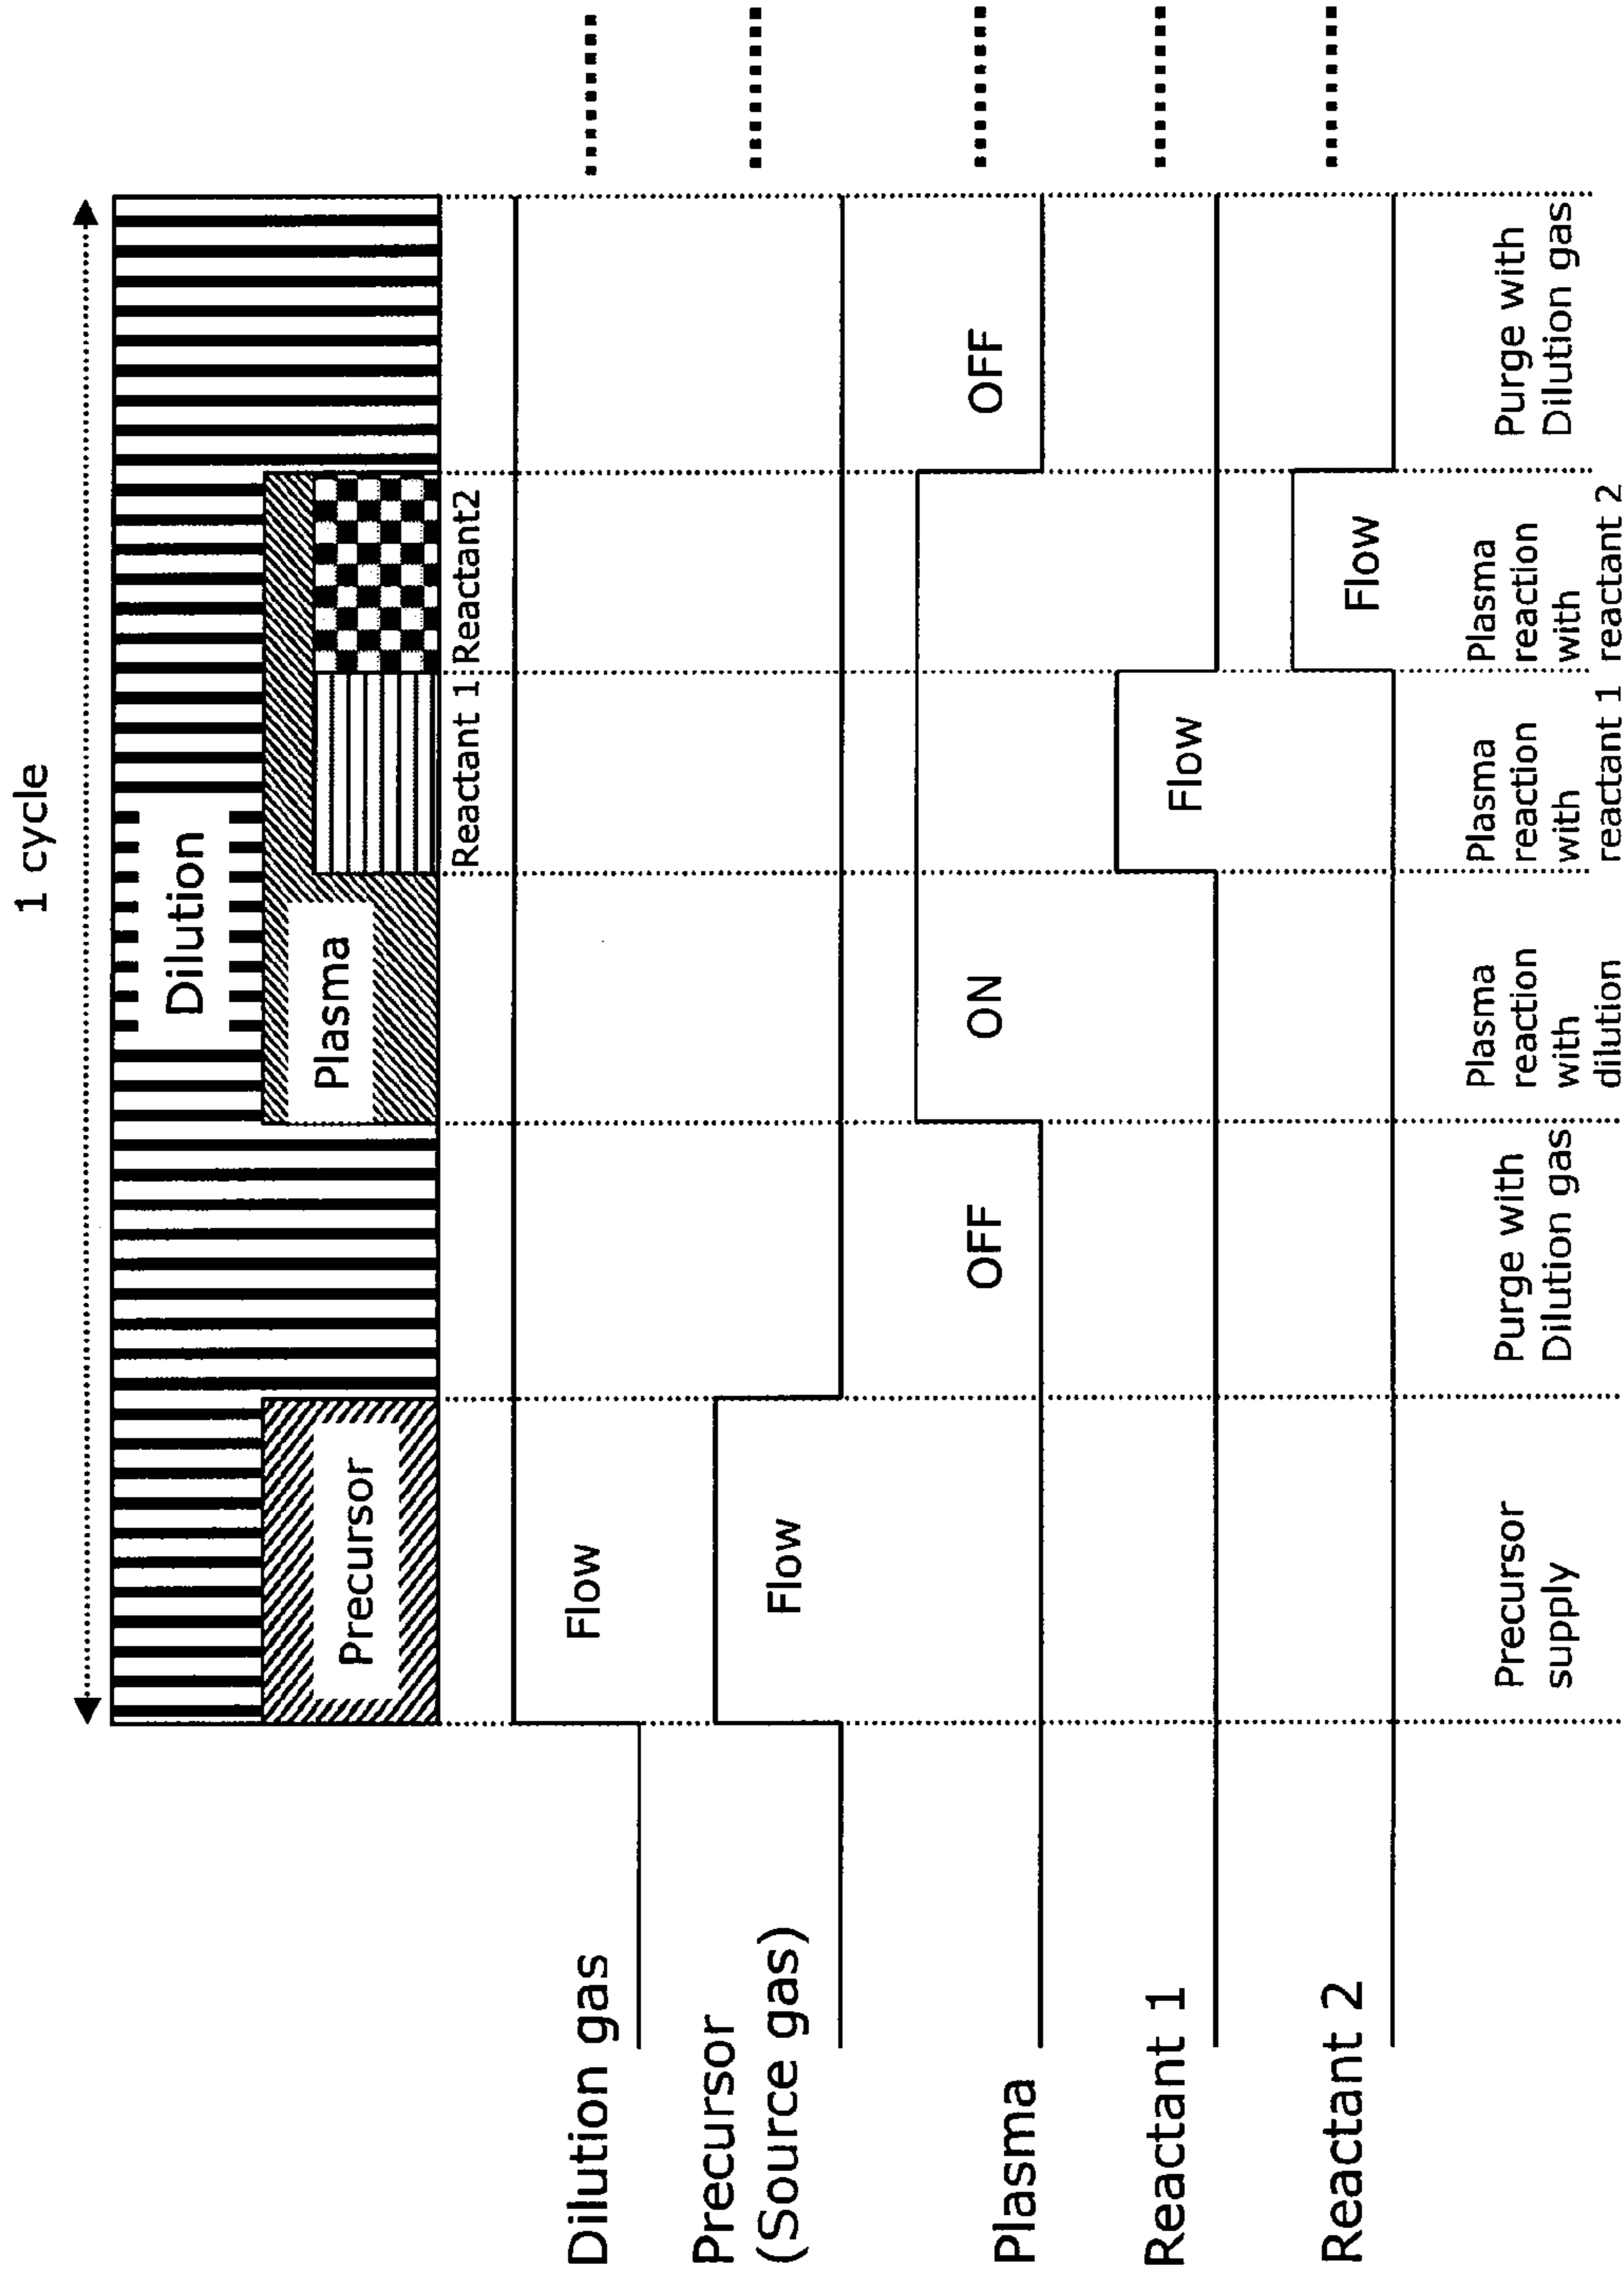 1 cycle
Dilution
Precursor
Plasma
Reactant 1
Reactant2
Dilution gas
Flow
Precursor
(Source gas)
Flow
Plasma
OFF
ON
OFF
Reactant 1
Flow
Reactant 2
Flow
Precursor
supply
Purge with
Dilution gas
Plasma
reaction
with
dilution
Plasma
reaction
with
reactant 1
Plasma
reaction
with
reactant 2
Purge with
Dilution gas